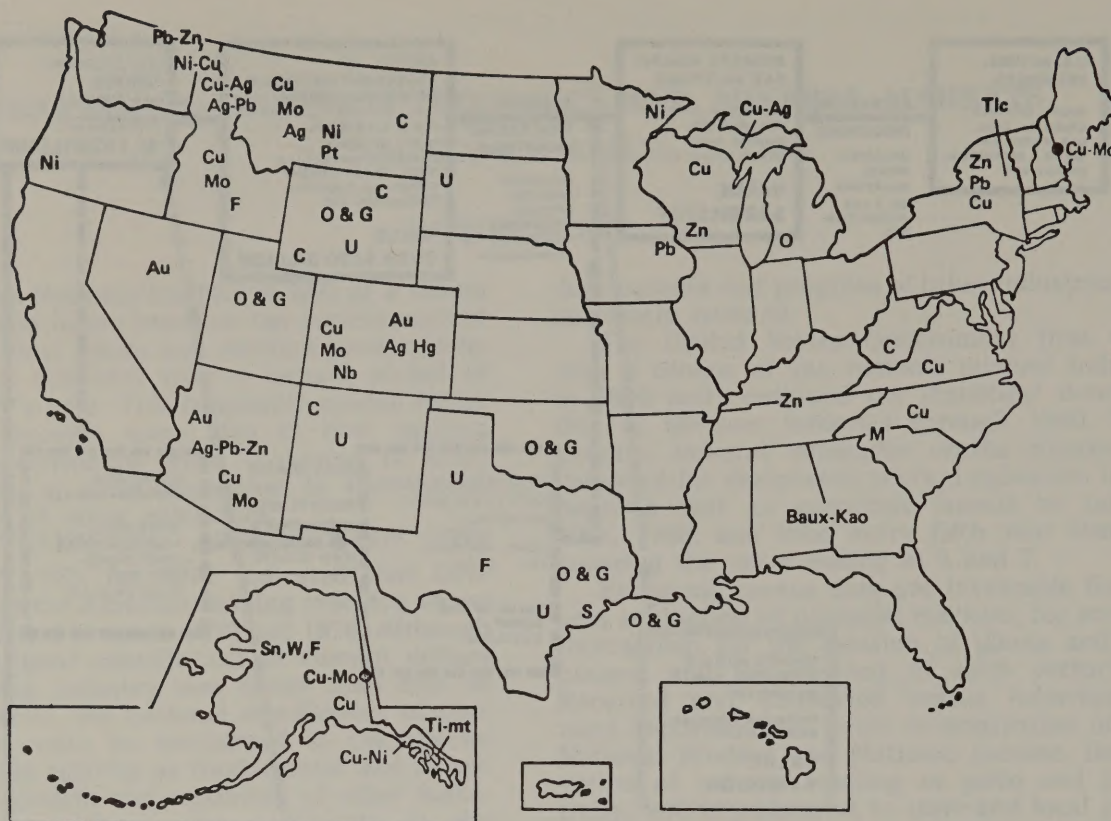 Pb-Zn
Ni-Cu
Cu-Ag
Ag-Pb
Cu
Mo
Ag
Ni
Pt
C
Ni
Cu
Mo
F
C
O & G
U
C
U
Ni
Cu-Ag
Cu
Zn
Pb
O
Tlc
Zn
Pb
Cu
Cu-Mo
Au
O & G
Cu
Mo
Nb
Au
Ag Hg
C
Cu
Zn
Cu
M
Au
Ag-Pb-Zn
Cu
Mo
C
U
U
O & G
Baux-Kao
F
O & G
U
S
O & G
Sn,W,F
Cu-Mo
Cu
Ti-mt
Cu-Ni